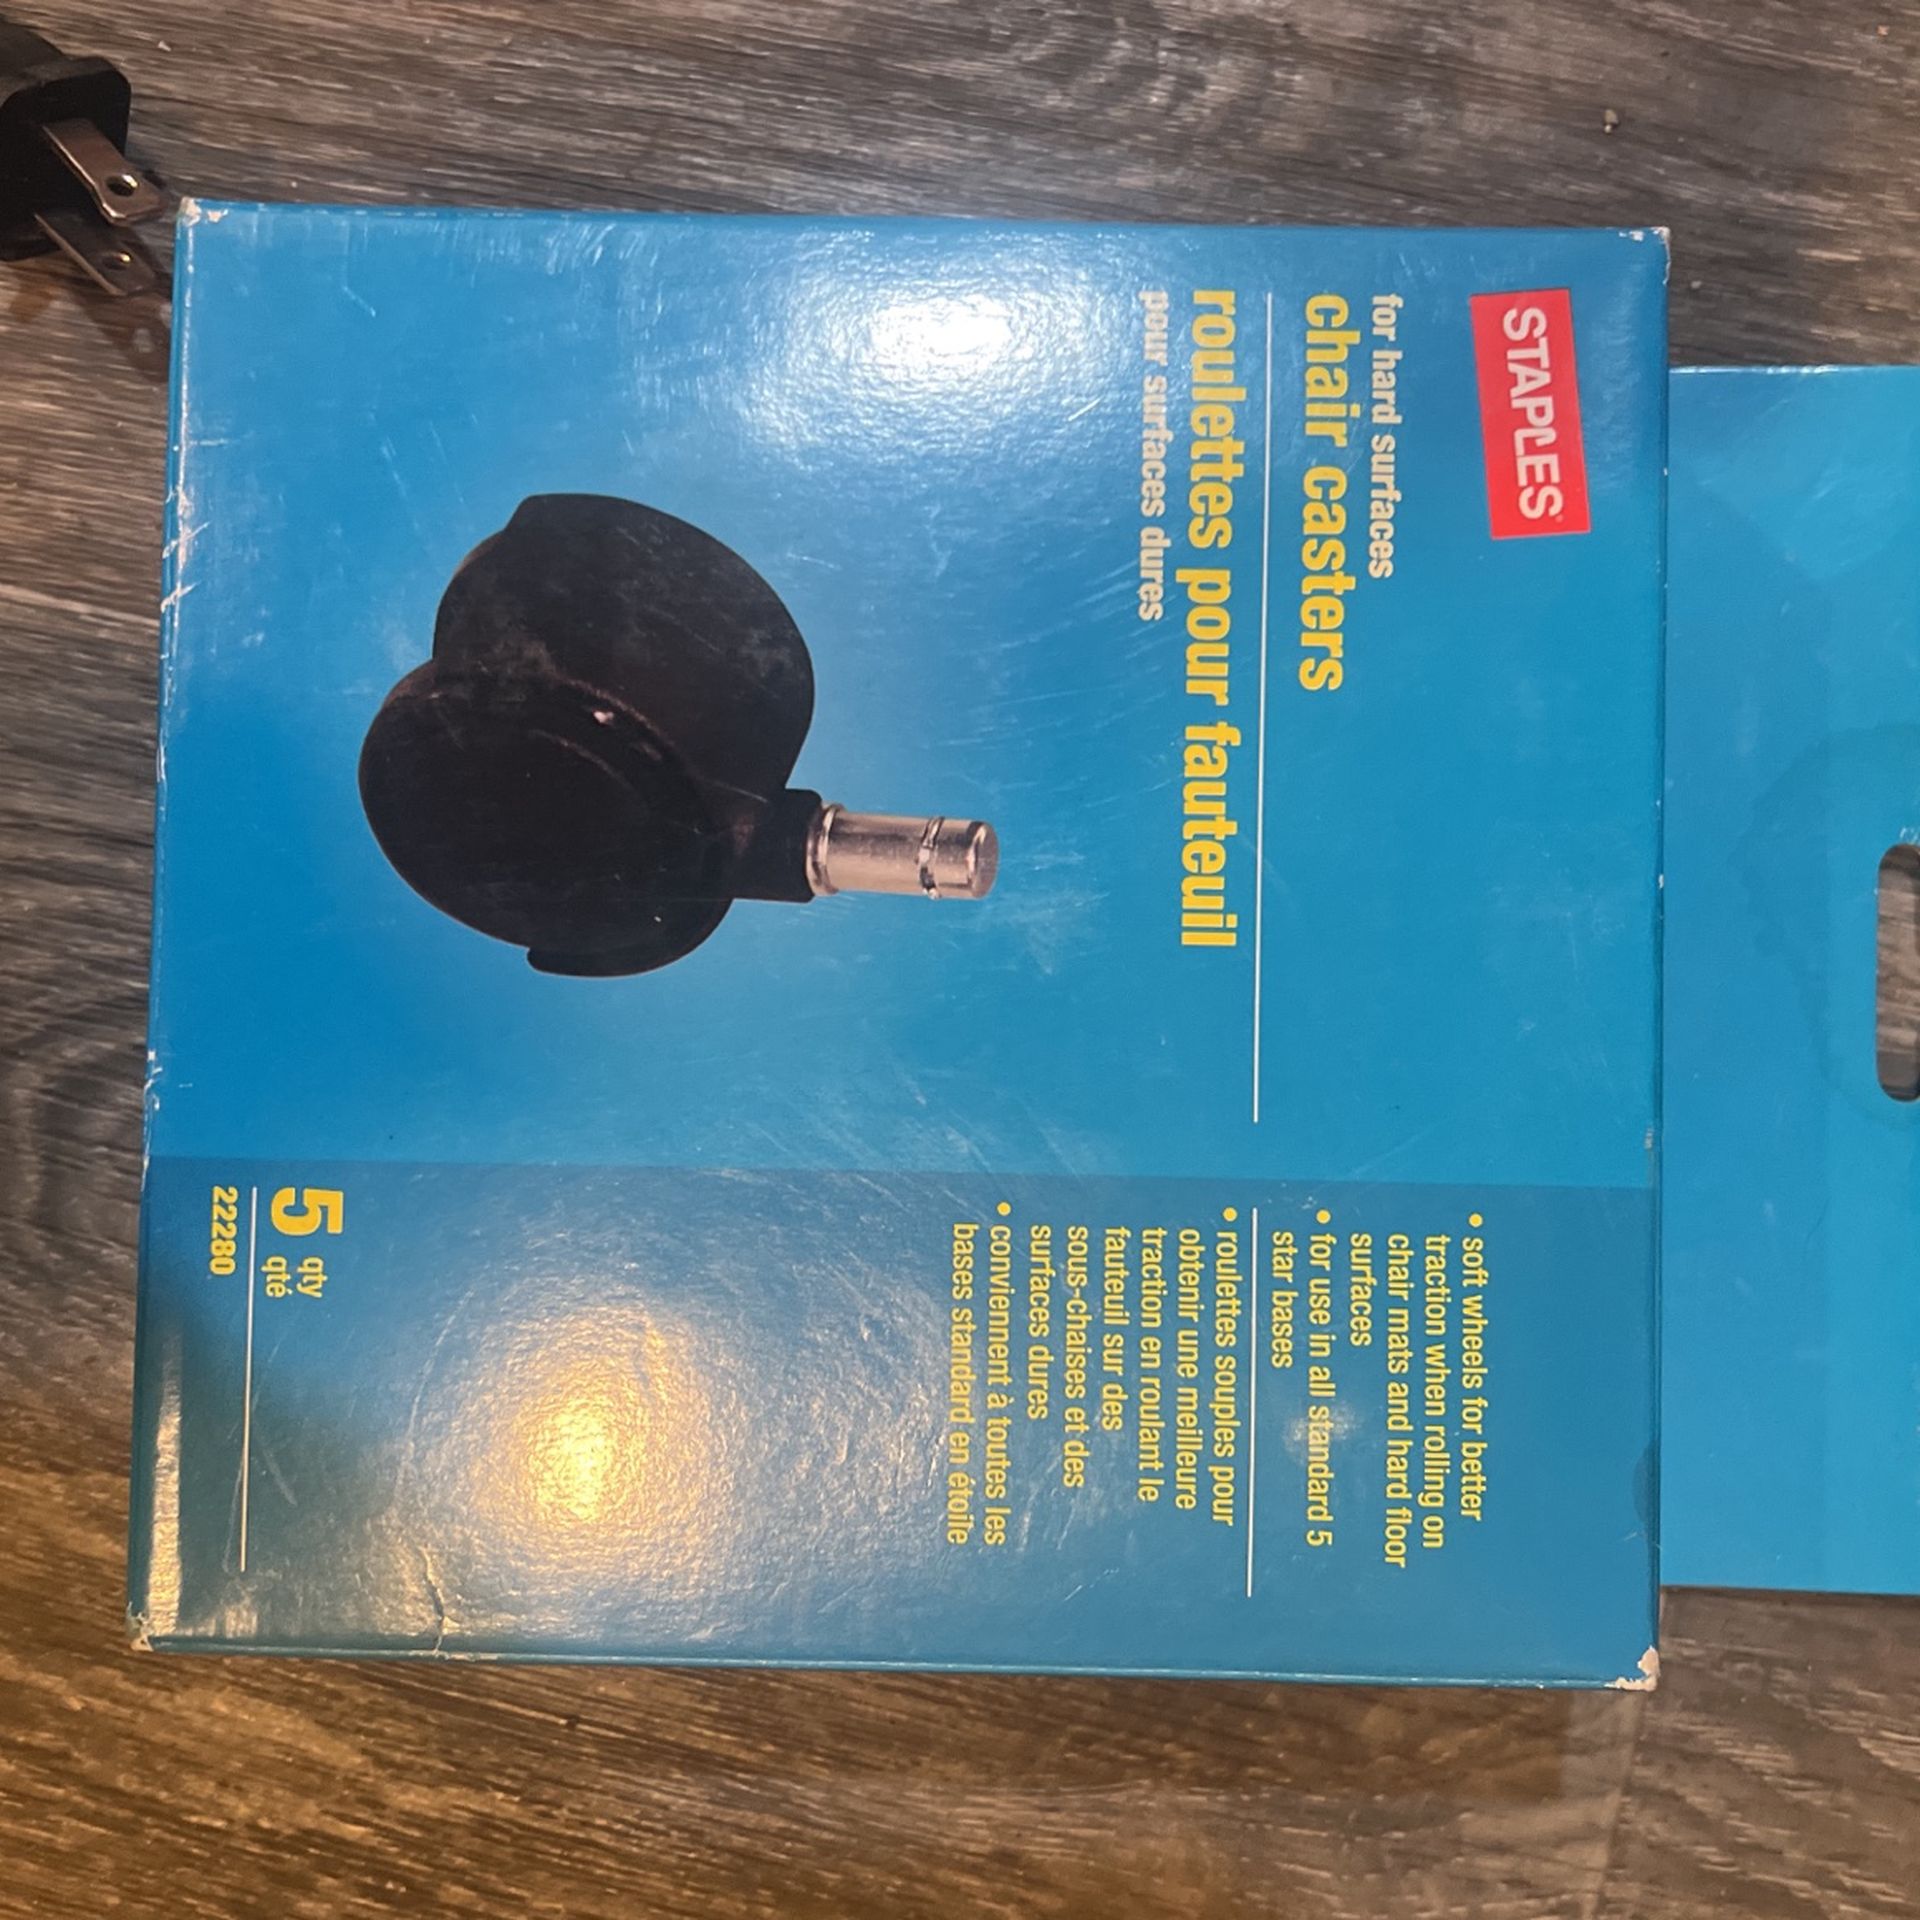 STAPLES
for hard surfaces
chair casters
roulettes pour fauteuil
pour surfaces dures
• soft wheels for better
traction when rolling on
chair mats and hard floor
surfaces
• for use in all standard 5
star bases
• roulettes souples pour
obtenir une meilleure
traction en roulant le
fauteuil sur des
sous-chaises et des
surfaces dures
• conviennent à toutes les
bases standard en étoile
5 qty
qté
22280